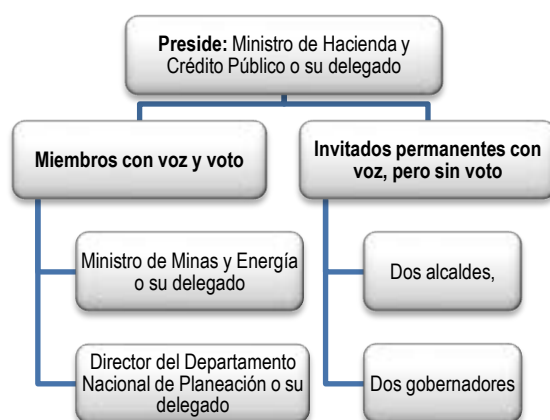 Preside: Ministro de Hacienda y
Crédito Público o su delegado
Miembros con voz y voto
Invitados permanentes con
voz, pero sin voto
Ministro de Minas y Energía
o su delegado
Dos alcaldes,
Director del Departamento
Nacional de Planeación o su
delegado
Dos gobernadores